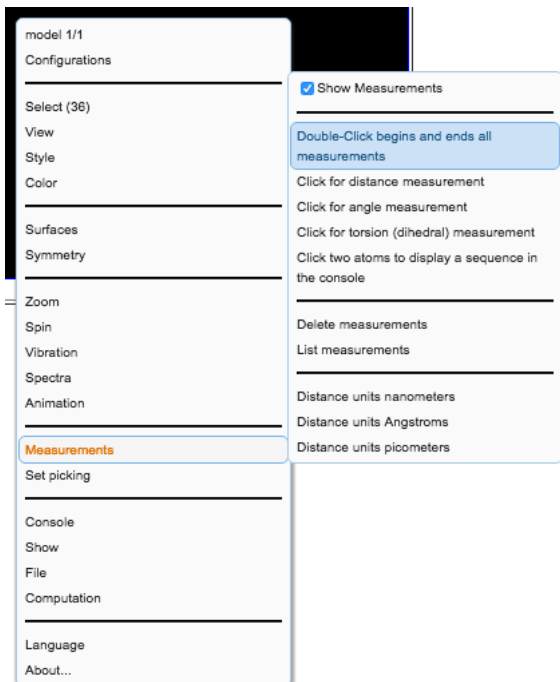 model 1/1
Configurations
Select (36)
View
Style
Color
Surfaces
Symmetry
Zoom
Spin
Vibration
Spectra
Animation
Measurements
Set picking
Console
Show
File
Computation
Language
About...
Show Measurements
Double-Click begins and ends all
measurements
Click for distance measurement
Click for angle measurement
Click for torsion (dihedral) measurement
Click two atoms to display a sequence in
the console
Delete measurements
List measurements
Distance units nanometers
Distance units Angstroms
Distance units picometers